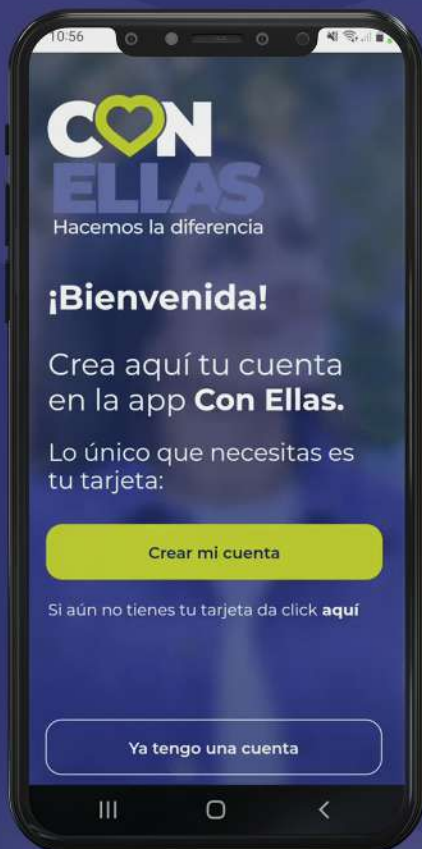 10:56
CON
ELLAS
Hacemos la diferencia
¡Bienvenida!
Crea aquí tu cuenta
en la app Con Ellas.
Lo único que necesitas es
tu tarjeta:
Crear mi cuenta
Si aún no tienes tu tarjeta da click aquí
Ya tengo una cuenta